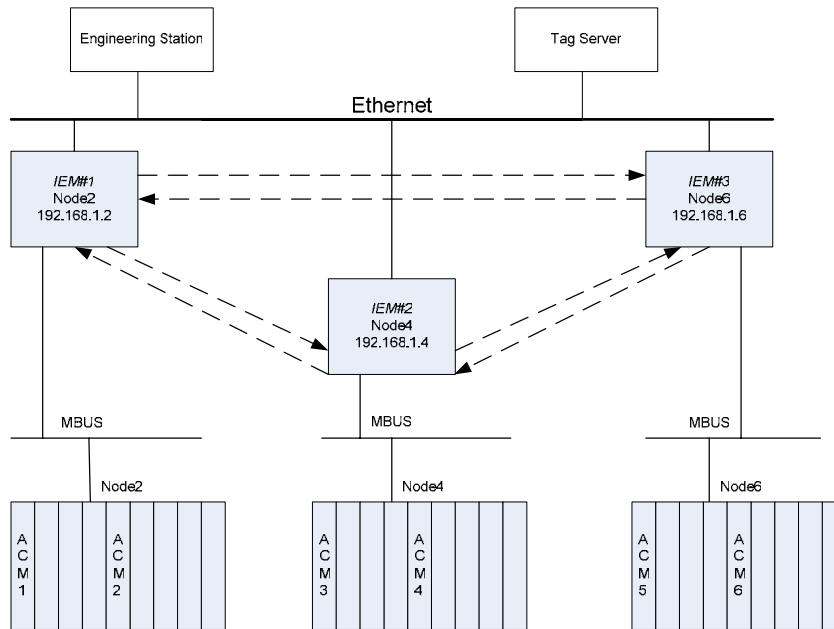 Engineering Station
Tag Server
Ethernet
IEM#1
Node2
192.168.1.2
IEM#3
Node6
192.168.1.6
IEM#2
Node4
192.168.1.4
MBUS
MBUS
MBUS
Node2
Node4
Node6
A
C
M
1
A
C
M
2
A
C
M
3
A
C
M
4
A
C
M
5
A
C
M
6